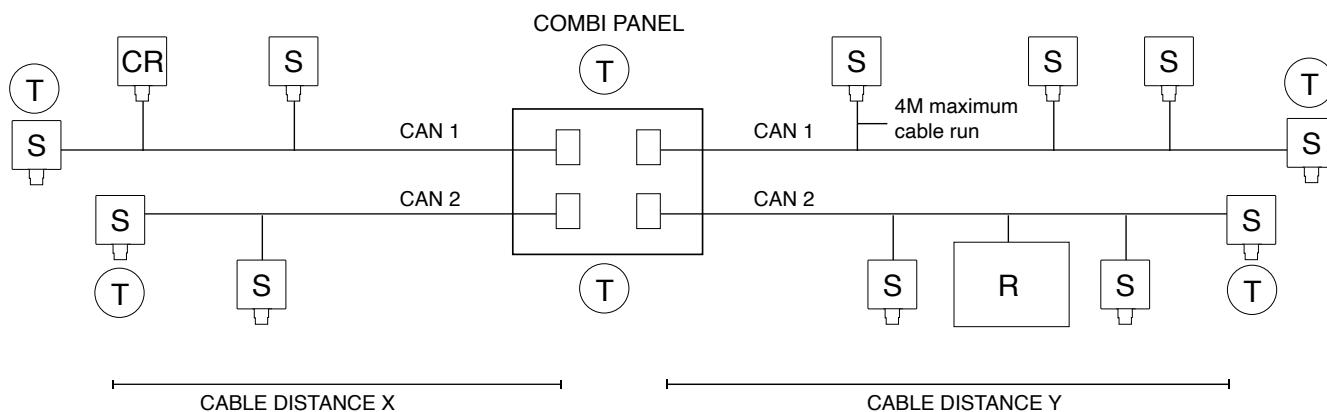 COMBI PANEL
T
CR
S
S
S
S
T
T
4M maximum
cable run
CAN 1
CAN 1
S
S
CAN 2
CAN 2
S
S
T
S
T
S
R
S
T
CABLE DISTANCE X
CABLE DISTANCE Y